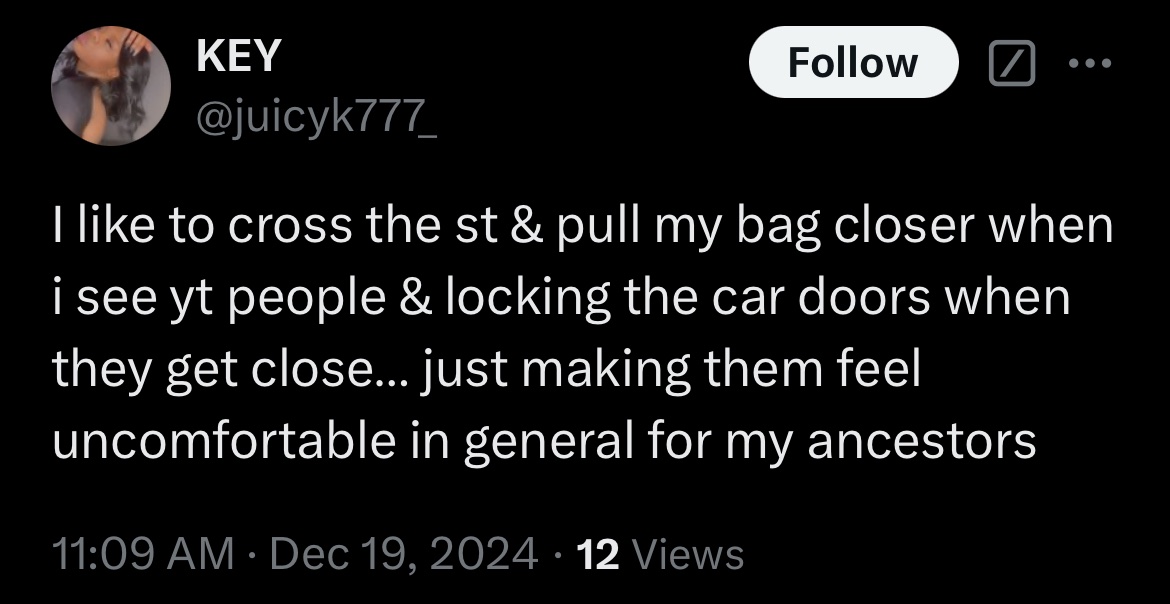 KEY
Follow
@juicyk777_
I like to cross the st & pull my bag closer when
i see yt people & locking the car doors when
they get close... just making them feel
uncomfortable in general for my ancestors
11:09 AM · Dec 19, 2024 · 12 Views